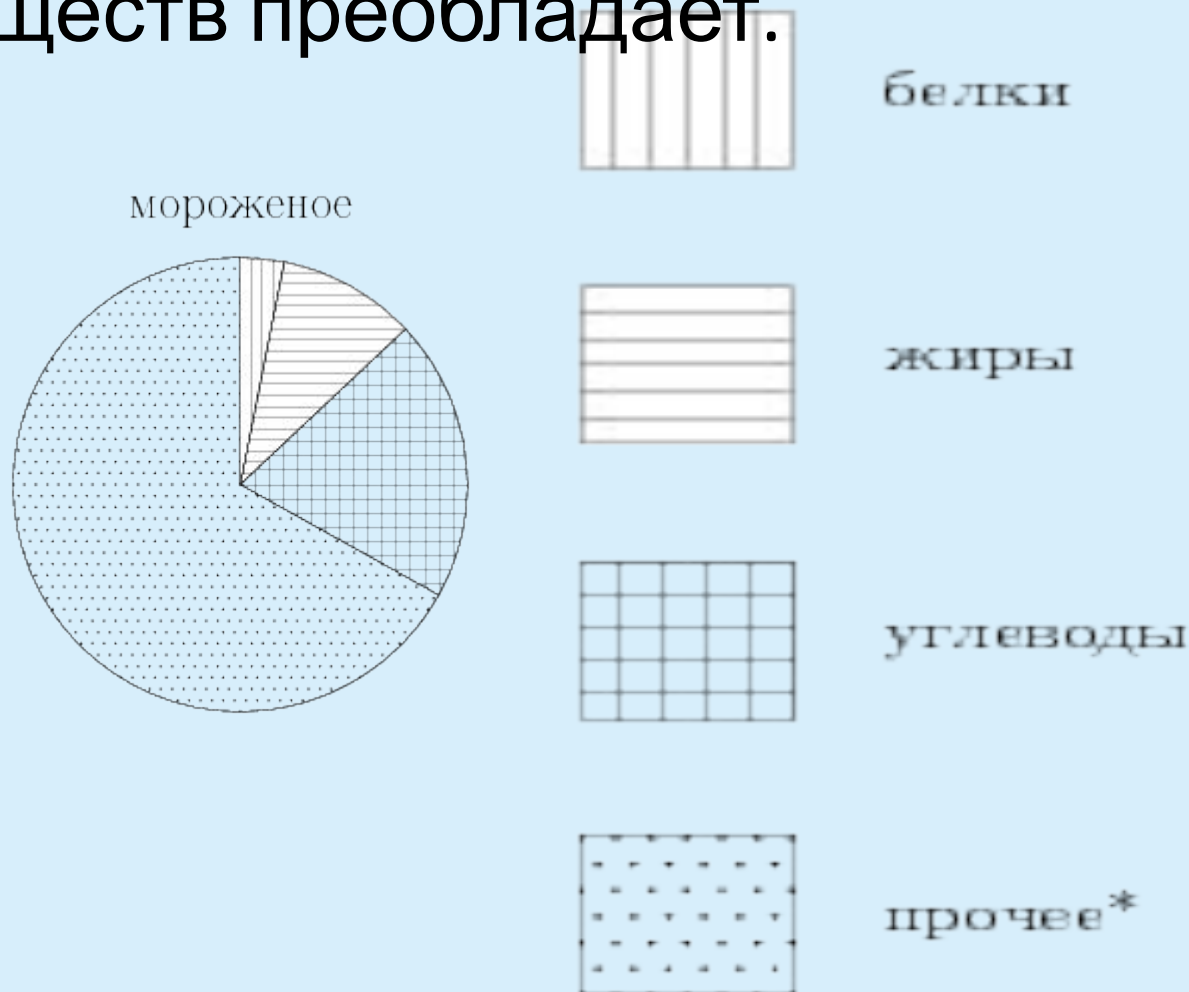 ществ преобладает.
белки
мороженое
жиры
углеводы
прочее*